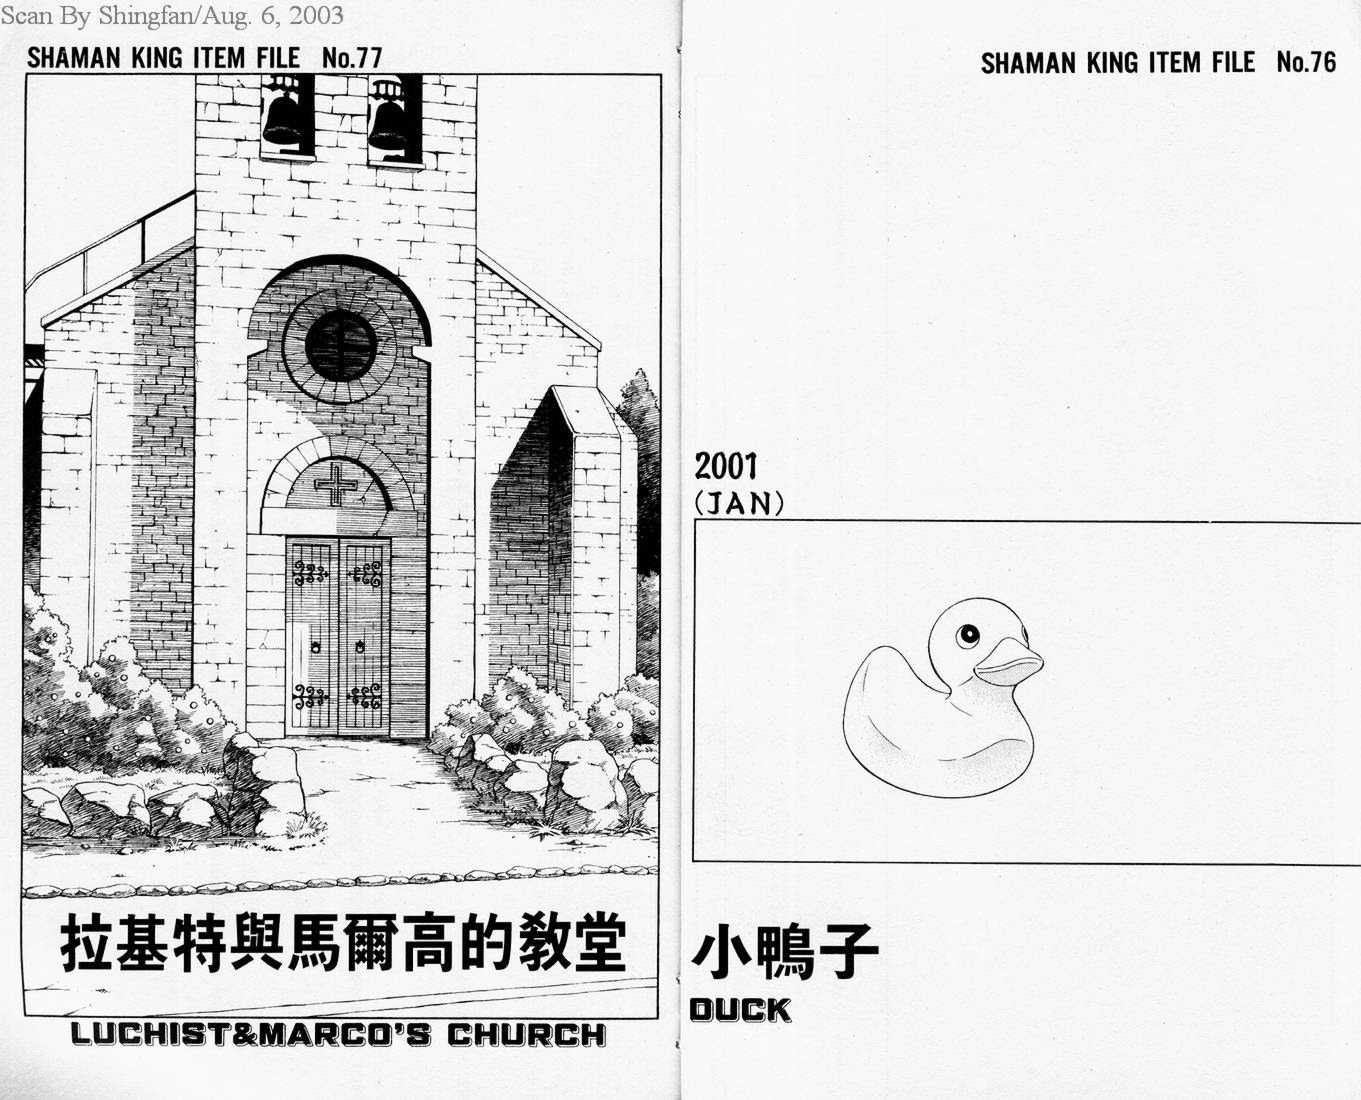 Scan By Shingfan/Aug. 6, 2003
SHAMAN KING ITEM FILE No.77
拉基特與馬爾高的教堂
LUCHIST&MARCO'S CHURCH
SHAMAN KING ITEM FILE No.76
2001
(JAN)
小鴨子
DUCK